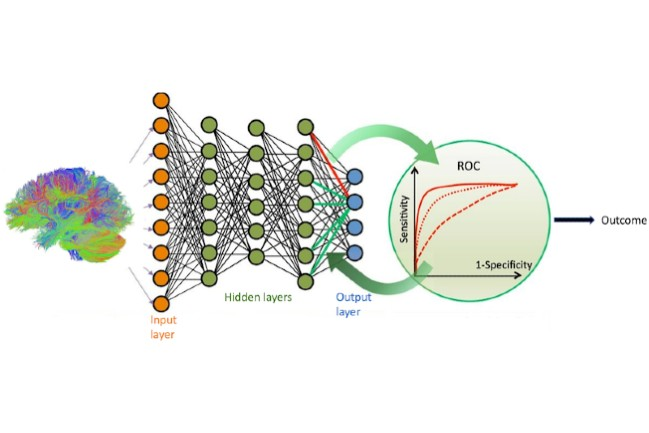 ROC
Sensitivity
1-Specificity
Outcome
Hidden layers
Output
layer
Input
layer